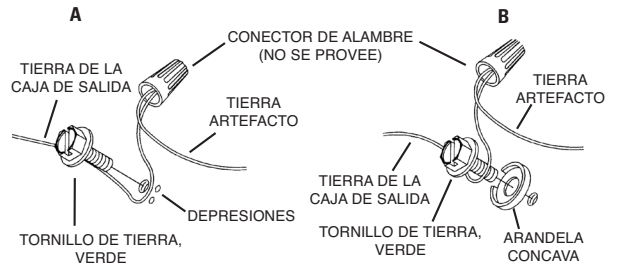 A
B
CONECTOR DE ALAMBRE
(NO SE PROVEE)
TIERRA DE LA
CAJA DE SALIDA
TIERRA
ARTEFACTO
DEPRESIONES
TORNILLO DE TIERRA,
VERDE
TIERRA
ARTEFACTO
TIERRA DE LA
CAJA DE SALIDA
TORNILLO DE TIERRA,
VERDE
ARANDELA
CONCAVA